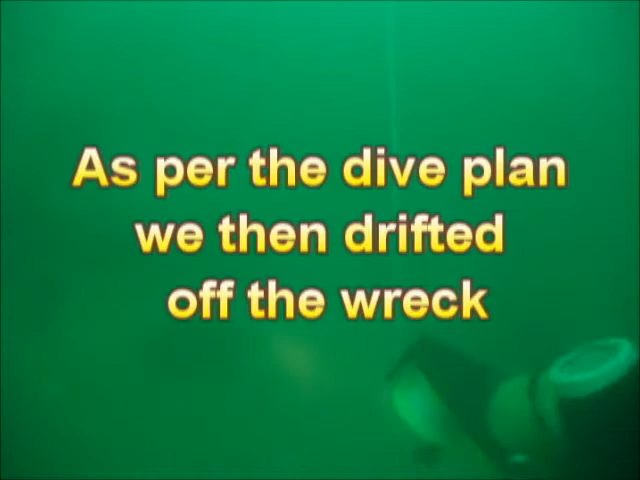 As per the dive plan
we then drifted
off the wreck